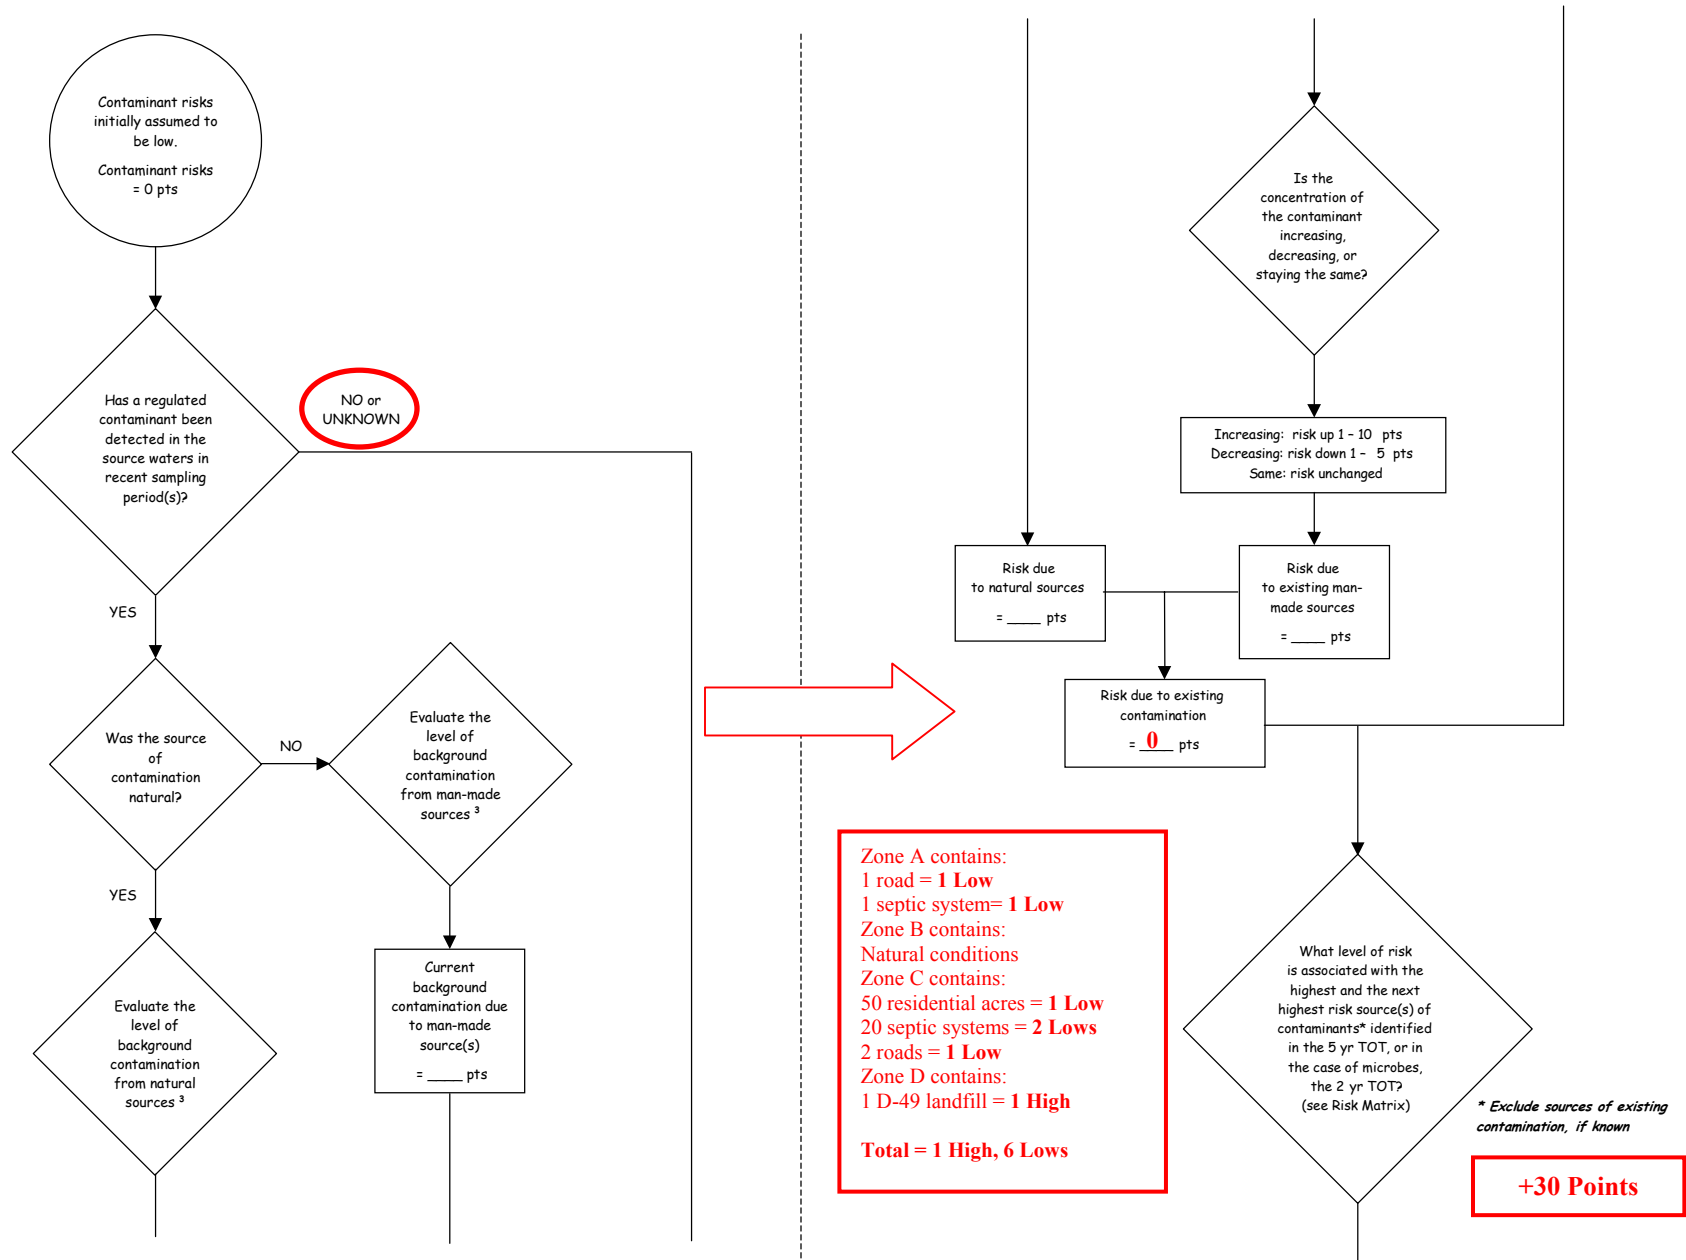 Contaminant risks
initially assumed to
be low.
Contaminant risks
= 0 pts
Has a regulated
contaminant been
detected in the
source waters in
recent sampling
period(s)?
NO or
UNKNOWN
YES
Was the source
of
contamination
natural?
NO
Evaluate the
level of
background
contamination
from man-made
sources ³
YES
Evaluate the
level of
background
contamination
from natural
sources ³
Current
background
contamination due
to man-made
source(s)
= ____ pts
Is the
concentration of
the contaminant
increasing,
decreasing, or
staying the same?
Increasing: risk up 1 – 10 pts
Decreasing: risk down 1 – 5 pts
Same: risk unchanged
Risk due
to natural sources
= ____ pts
Risk due
to existing man-
made sources
= ____ pts
Risk due to existing
contamination
= __0__ pts
Zone A contains:
1 road = 1 Low
1 septic system= 1 Low
Zone B contains:
Natural conditions
Zone C contains:
50 residential acres = 1 Low
20 septic systems = 2 Lows
2 roads = 1 Low
Zone D contains:
1 D-49 landfill = 1 High
Total = 1 High, 6 Lows
What level of risk
is associated with the
highest and the next
highest risk source(s) of
contaminants* identified
in the 5 yr TOT, or in
the case of microbes,
the 2 yr TOT?
(see Risk Matrix)
* Exclude sources of existing
contamination, if known
+30 Points